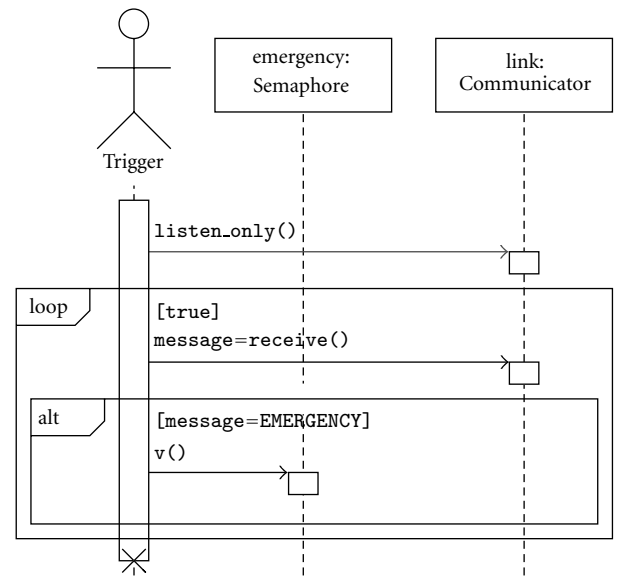 emergency:
Semaphore
link:
Communicator
Trigger
listen_only()
loop
[true]
message=receive()
alt
[message=EMERGENCY]
v()